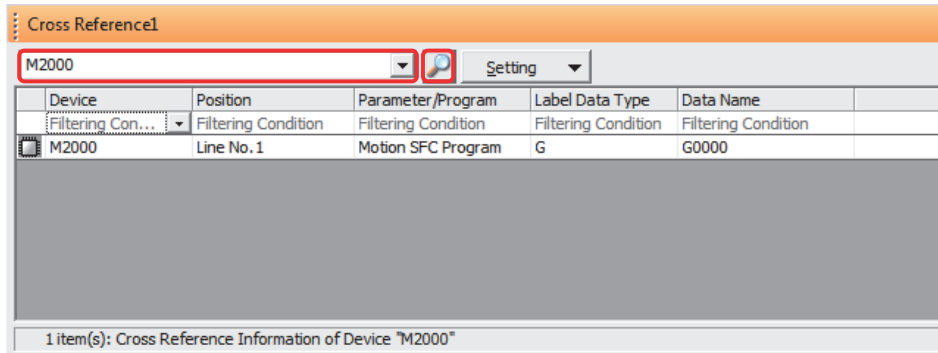 Cross Reference1
M2000 Setting
Device Position Parameter/Program Label Data Type Data Name
Filtering Con... Filtering Condition Filtering Condition Filtering Condition Filtering Condition
M2000 Line No.1 Motion SFC Program G G0000
1 item(s): Cross Reference Information of Device "M2000"